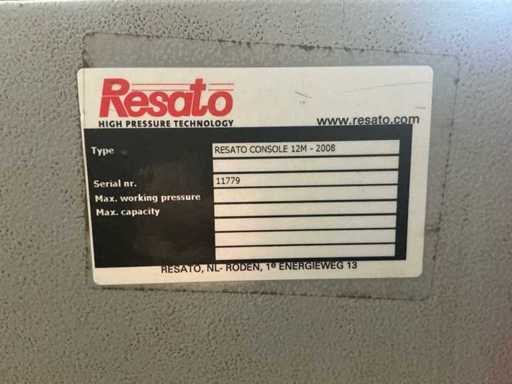 Resato
HIGH PRESSURE TECHNOLOGY
www.resato.com
Type RESATO CONSOLE 12M - 2008
Serial nr. 11779
Max. working pressure
Max. capacity
RESATO, NL- RODEN, 1e ENERGIEWEG 13